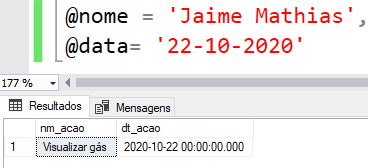 @nome = 'Jaime Mathias',
@data= '22-10-2020'
177 %
Resultados Mensagens
nm_acao dt_acao
1 Visualizar gás 2020-10-22 00:00:00.000